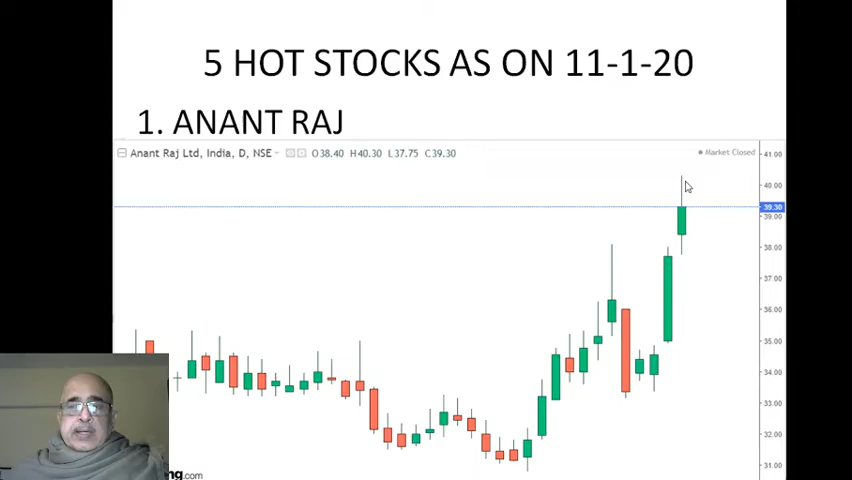 5 HOT STOCKS AS ON 11-1-20
1. ANANT RAJ
Anant Raj Ltd, India, D, NSE O38.40 H40.30 L37.75 C39.30
Market Closed
41.00
40.00
39.30
39.00
38.00
37.00
36.00
35.00
34.00
33.00
32.00
31.00
ng.com